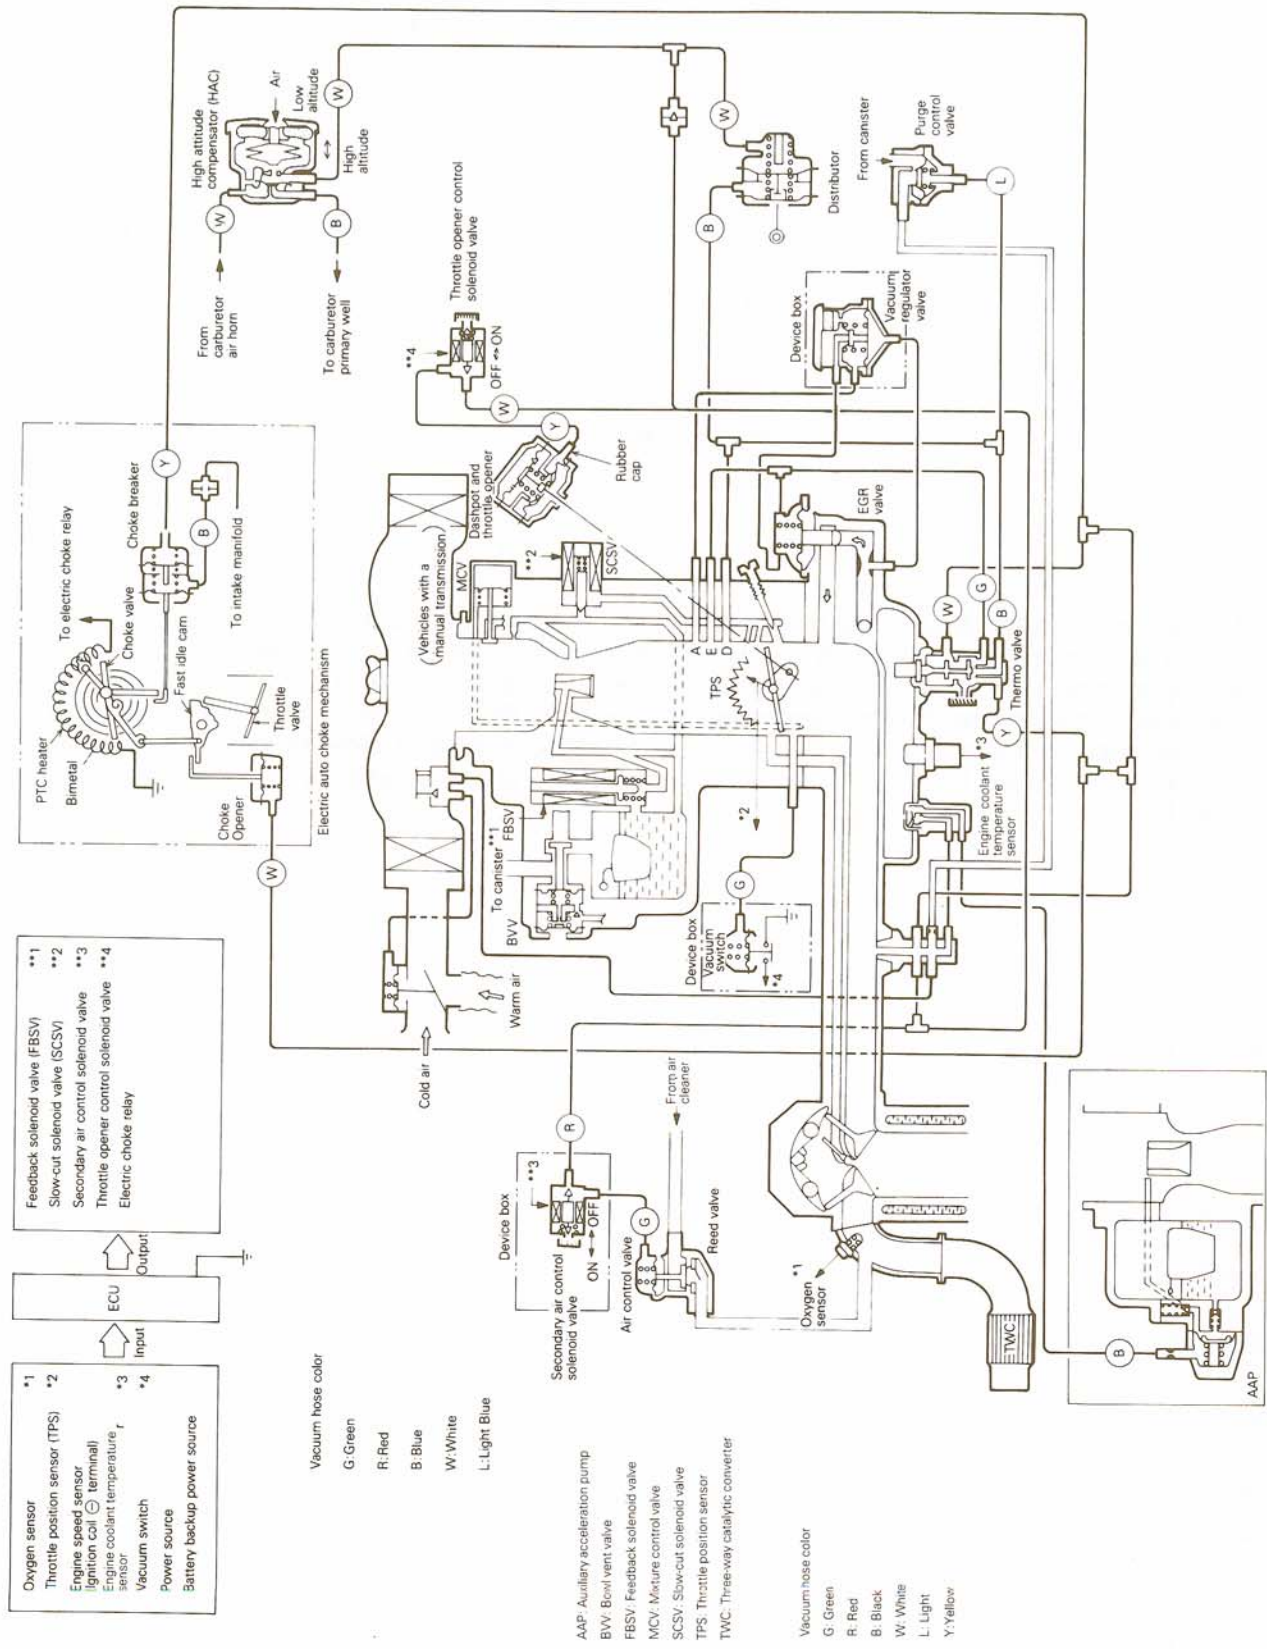 Oxygen sensor *1
Throttle position sensor (TPS) *2
Engine speed sensor
(Ignition coil ⊖ terminal)
Engine coolant temperature r *3
sensor
Vacuum switch *4
Power source
Battery backup power source
Input
ECU
Output
Feedback solenoid valve (FBSV) **1
Slow-cut solenoid valve (SCSV) **2
Secondary air control solenoid valve **3
Throttle opener control solenoid valve **4
Electric choke relay
Vacuum hose color
G:Green
R:Red
B:Blue
W:White
L:Light Blue
AAP: Auxiliary acceleration pump
BVV: Bowl vent valve
FBSV: Feedback solenoid valve
MCV: Mixture control valve
SCSV: Slow-cut solenoid valve
TPS: Throttle position sensor
TWC: Three-way catalytic converter
Vacuum hose color
G: Green
R: Red
B: Black
W: White
L: Light
Y:Yellow
PTC heater
Bimetal
To electric choke relay
Choke valve
Fast idle cam
Choke breaker
Choke
Opener
Throttle
valve
To intake manifold
Electric auto choke mechanism
Y
B
W
High attitude
compensator (HAC)
Air
Low
altitude
High
altitude
W
B
W
From
carburetor
air horn
To carburetor
primary well
**4
Throttle opener control
solenoid valve
OFF ⇔ ON
W
Y
Dashpot and
throttle opener
Rubber
cap
(Vehicles with a
manual transmission)
MCV
**2
SCSV
Cold air
Warm air
To canister
**1
BVV
FBSV
TPS
*2
A
E
D
W
B
Distributor
From canister
Purge
control
valve
L
Device box
Vacuum
regulator
valve
EGR
valve
W
G
B
Thermo valve
Y
*3
Engine coolant
temperature
sensor
Device box
Vacuum
switch
G
*4
Device box
**3
Secondary air control
solenoid valve
ON ⇔ OFF
R
G
Air control valve
From air
cleaner
Reed valve
*1
Oxygen
sensor
TWC
B
AAP